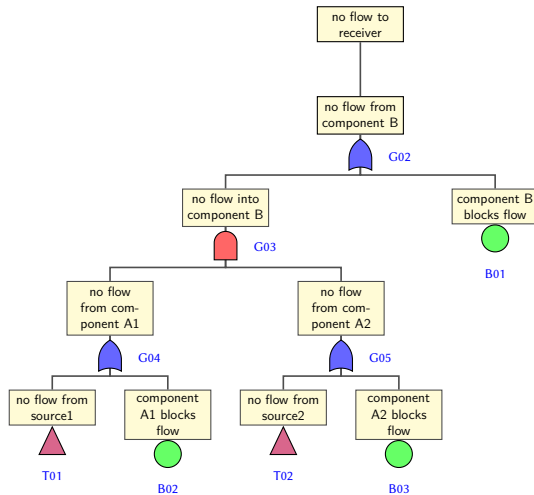 no flow to
receiver
no flow from
component B
G02
no flow into
component B
component B
blocks flow
G03
B01
no flow
from com-
ponent A1
no flow
from com-
ponent A2
G04
G05
no flow from
source1
component
A1 blocks
flow
no flow from
source2
component
A2 blocks
flow
T01
B02
T02
B03